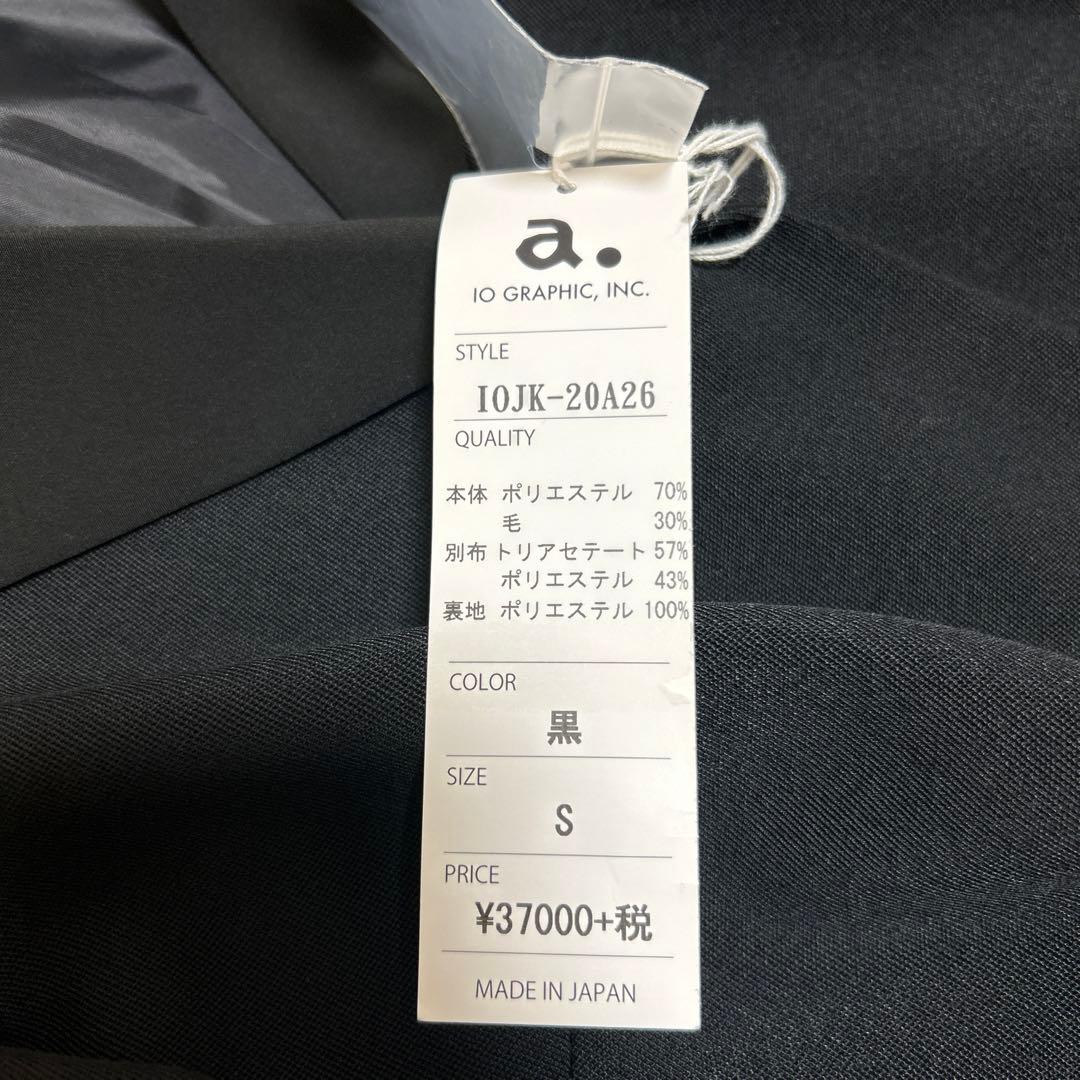 a.
IO GRAPHIC, INC.
STYLE
IOJK-20A26
QUALITY
本体 ポリエステル 70%
毛 30%
別布 トリアセテート 57%
ポリエステル 43%
裏地 ポリエステル 100%
COLOR
黒
SIZE
S
PRICE
¥37000+税
MADE IN JAPAN